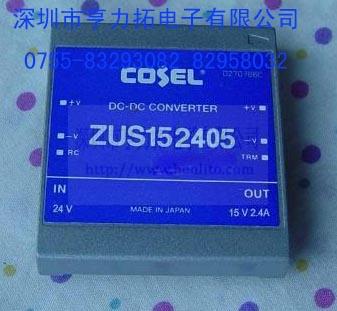 深圳市亨力拓电子有限公司
0755-83293082 82958032
COSEL
DC-DC CONVERTER
+V +V
ZUS152405
-V -V
RC TRM
IN OUT
24 V MADE IN JAPAN 15 V 2.4A